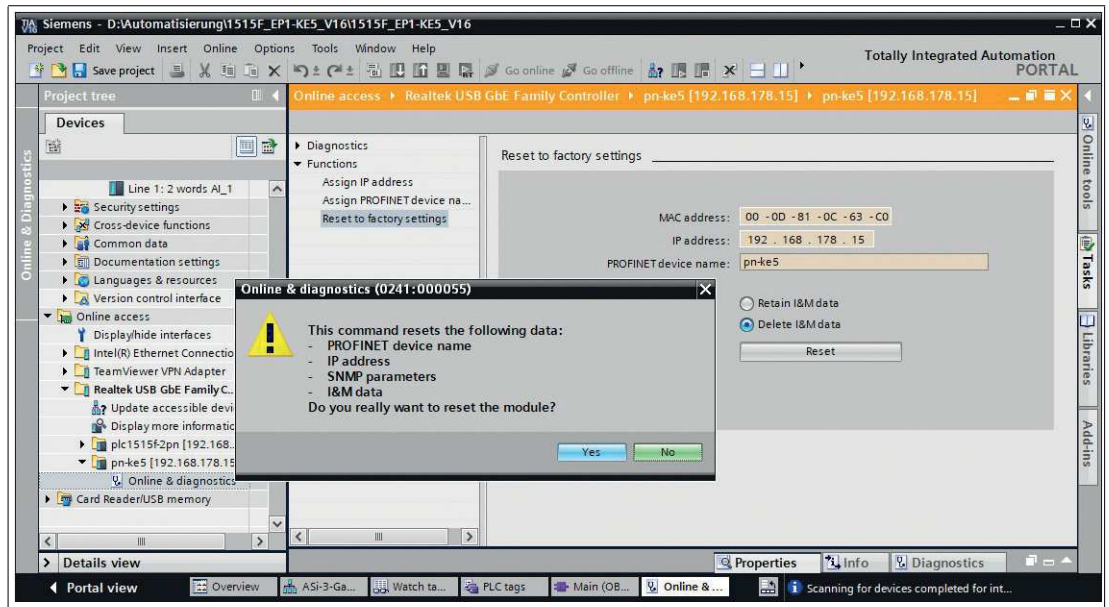 Siemens - D:\Automatisierung\1515F_EP1-KE5_V16\1515F_EP1-KE5_V16
Project Edit View Insert Online Options Tools Window Help
Totally Integrated Automation
PORTAL
Save project
Go online
Go offline
Project tree
Online access
Realtek USB GbE Family Controller
pn-ke5 [192.168.178.15]
pn-ke5 [192.168.178.15]
Devices
Online & Diagnostics
Line 1: 2 words AI_1
Security settings
Cross-device functions
Common data
Documentation settings
Languages & resources
Version control interface
Online access
Display/hide interfaces
Intel(R) Ethernet Connectio
TeamViewer VPN Adapter
Realtek USB GbE Family C..
Update accessible devi
Display more informatic
plc1515f-2pn [192.168..
pn-ke5 [192.168.178.15
Online & diagnostics
Card Reader/USB memory
Details view
Diagnostics
Functions
Assign IP address
Assign PROFINET device na...
Reset to factory settings
Reset to factory settings
MAC address: 00 - 0D - 81 - 0C - 63 - C0
IP address: 192 . 168 . 178 . 15
PROFINET device name: pn-ke5
Retain I&M data
Delete I&M data
Reset
Online & diagnostics (0241:000055)
This command resets the following data:
- PROFINET device name
- IP address
- SNMP parameters
- I&M data
Do you really want to reset the module?
Yes
No
Online tools
Tasks
Libraries
Add-ins
Properties
Info
Diagnostics
Portal view
Overview
ASi-3-Ga...
Watch ta...
PLC tags
Main (OB...
Online & ...
Scanning for devices completed for int...